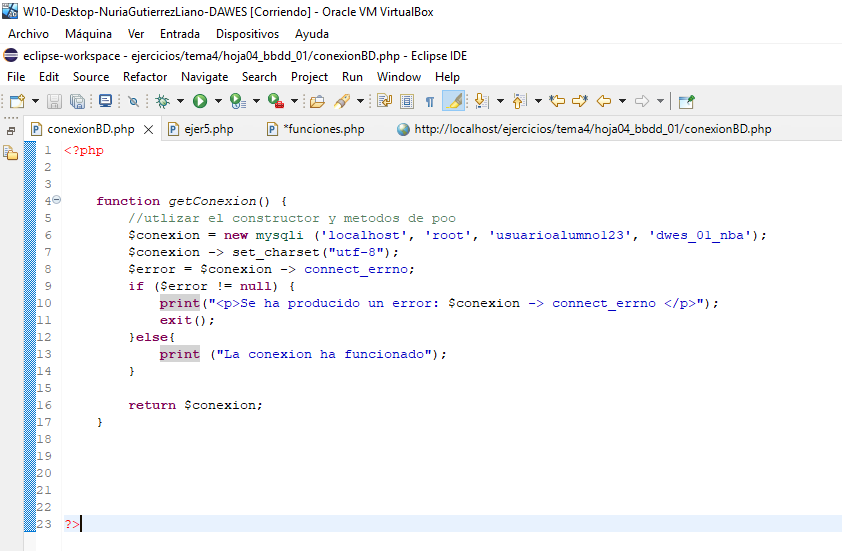 W10-Desktop-NuriaGutierrezLiano-DAWES [Corriendo] - Oracle VM VirtualBox
Archivo Máquina Ver Entrada Dispositivos Ayuda
eclipse-workspace - ejercicios/tema4/hoja04_bbdd_01/conexionBD.php - Eclipse IDE
File Edit Source Refactor Navigate Search Project Run Window Help
conexionBD.php ejer5.php *funciones.php http://localhost/ejercicios/tema4/hoja04_bbdd_01/conexionBD.php
1 <?php
2
3
4 function getConexion() {
5 //utlizar el constructor y metodos de poo
6 $conexion = new mysqli ('localhost', 'root', 'usuarioalumno123', 'dwes_01_nba');
7 $conexion -> set_charset("utf-8");
8 $error = $conexion -> connect_errno;
9 if ($error != null) {
10 print("<p>Se ha producido un error: $conexion -> connect_errno </p>");
11 exit();
12 }else{
13 print ("La conexion ha funcionado");
14 }
15
16 return $conexion;
17 }
18
19
20
21
22
23 ?>